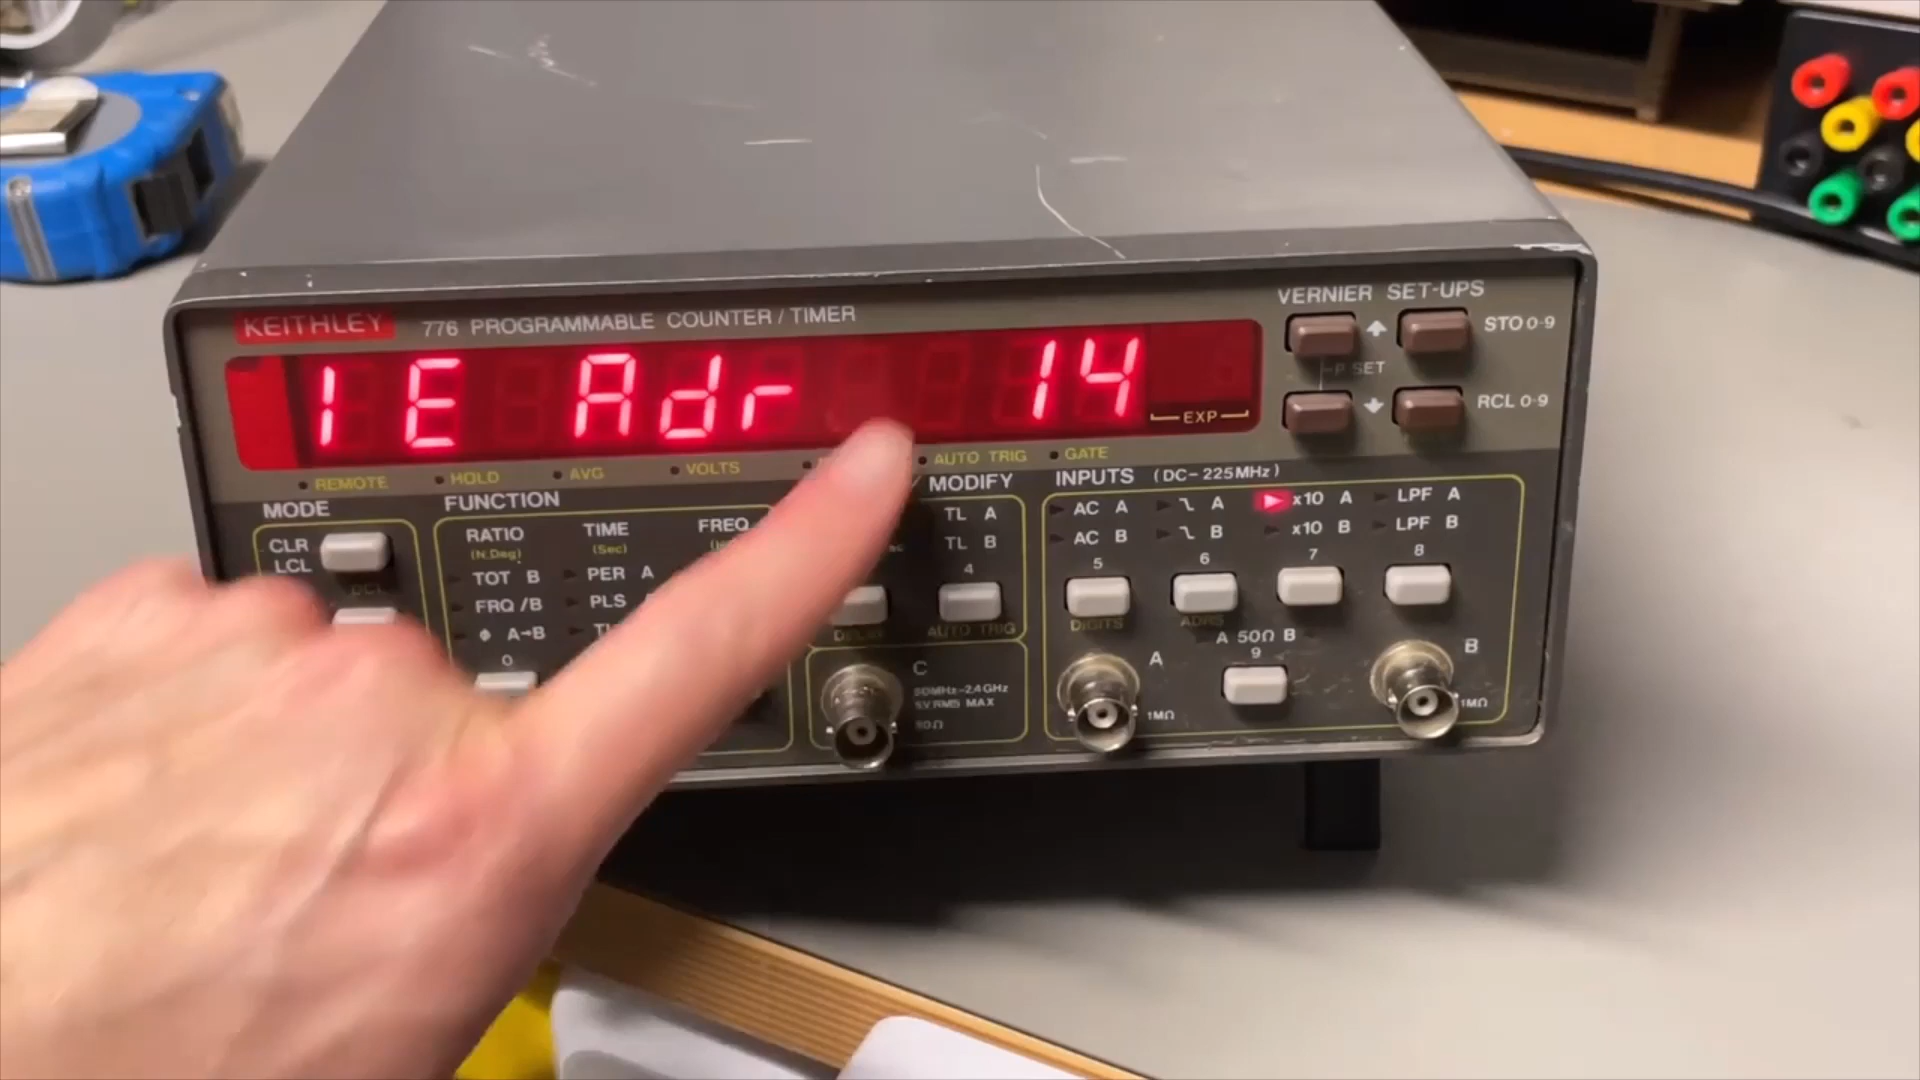 KEITHLEY 776 PROGRAMMABLE COUNTER / TIMER
VERNIER SET-UPS
STO 0-9
P SET
RCL 0-9
1 E Adr 14
EXP
REMOTE HOLD AVG VOLTS AUTO TRIG GATE
MODE FUNCTION MODIFY INPUTS (DC-225MHz)
CLR
LCL
RATIO TIME FREQ
(N,Deg) (Sec)
TOT B PER A
FRQ /B PLS
ϕ A→B
0
TL A
TL B
4
DELAY AUTO TRIG
AC A A x10 A LPF A
AC B B x10 B LPF B
5 6 7 8
DIGITS ADRS
A 50Ω B
9
C
50MHz-2.4GHz
5V RMS MAX
50Ω
A
1MΩ
B
1MΩ